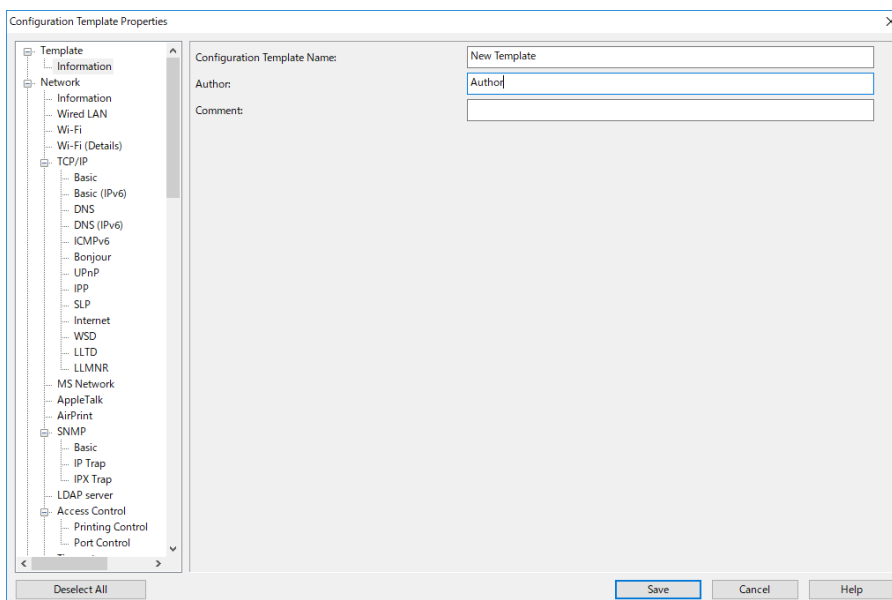 Configuration Template Properties
Template
Information
Network
Information
Wired LAN
Wi-Fi
Wi-Fi (Details)
TCP/IP
Basic
Basic (IPv6)
DNS
DNS (IPv6)
ICMPv6
Bonjour
UPnP
IPP
SLP
Internet
WSD
LLTD
LLMNR
MS Network
AppleTalk
AirPrint
SNMP
Basic
IP Trap
IPX Trap
LDAP server
Access Control
Printing Control
Port Control
Configuration Template Name: New Template
Author: Author
Comment:
Deselect All Save Cancel Help